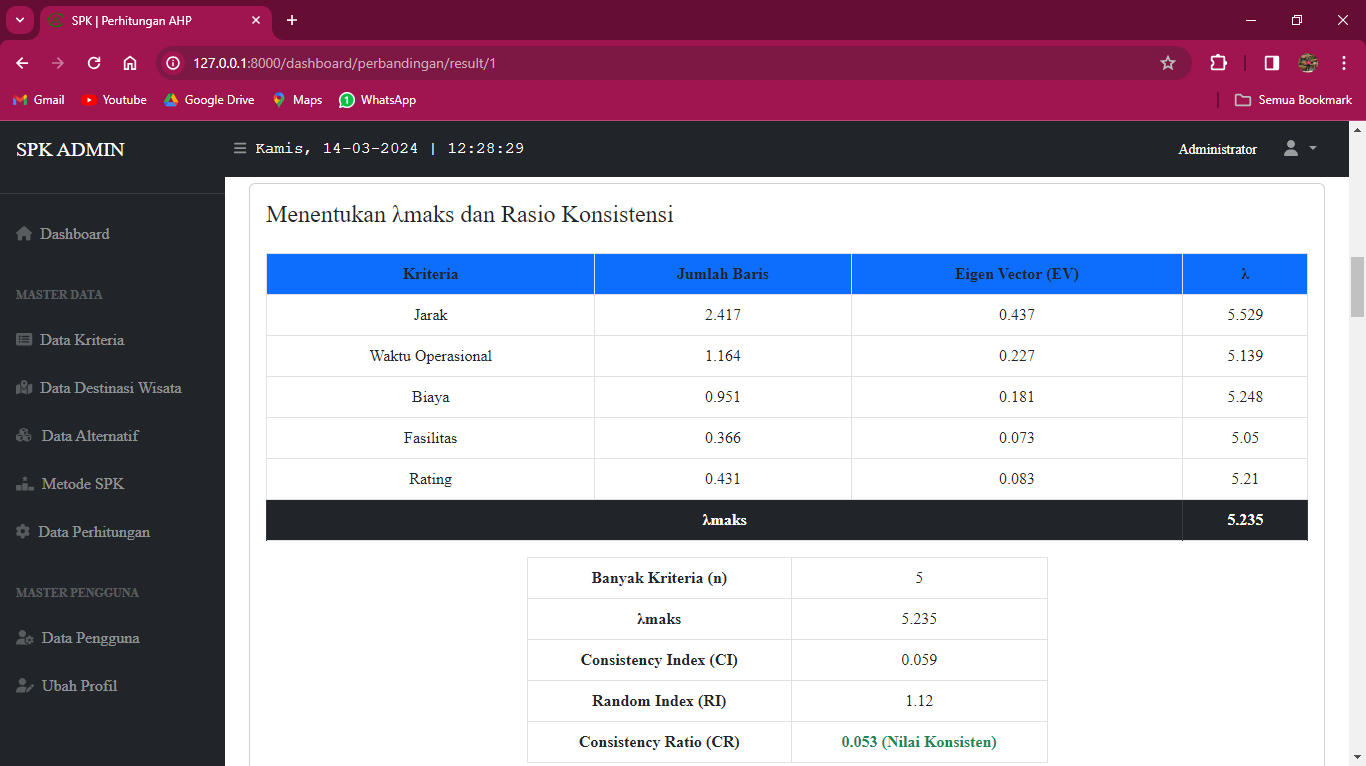 SPK | Perhitungan AHP
127.0.0.1:8000/dashboard/perbandingan/result/1
Gmail Youtube Google Drive Maps WhatsApp Semua Bookmark
SPK ADMIN
Kamis, 14-03-2024 | 12:28:29
Administrator
Dashboard
MASTER DATA
Data Kriteria
Data Destinasi Wisata
Data Alternatif
Metode SPK
Data Perhitungan
MASTER PENGGUNA
Data Pengguna
Ubah Profil
Menentukan λmaks dan Rasio Konsistensi
Kriteria Jumlah Baris Eigen Vector (EV) λ
Jarak 2.417 0.437 5.529
Waktu Operasional 1.164 0.227 5.139
Biaya 0.951 0.181 5.248
Fasilitas 0.366 0.073 5.05
Rating 0.431 0.083 5.21
λmaks 5.235
Banyak Kriteria (n) 5
λmaks 5.235
Consistency Index (CI) 0.059
Random Index (RI) 1.12
Consistency Ratio (CR) 0.053 (Nilai Konsisten)